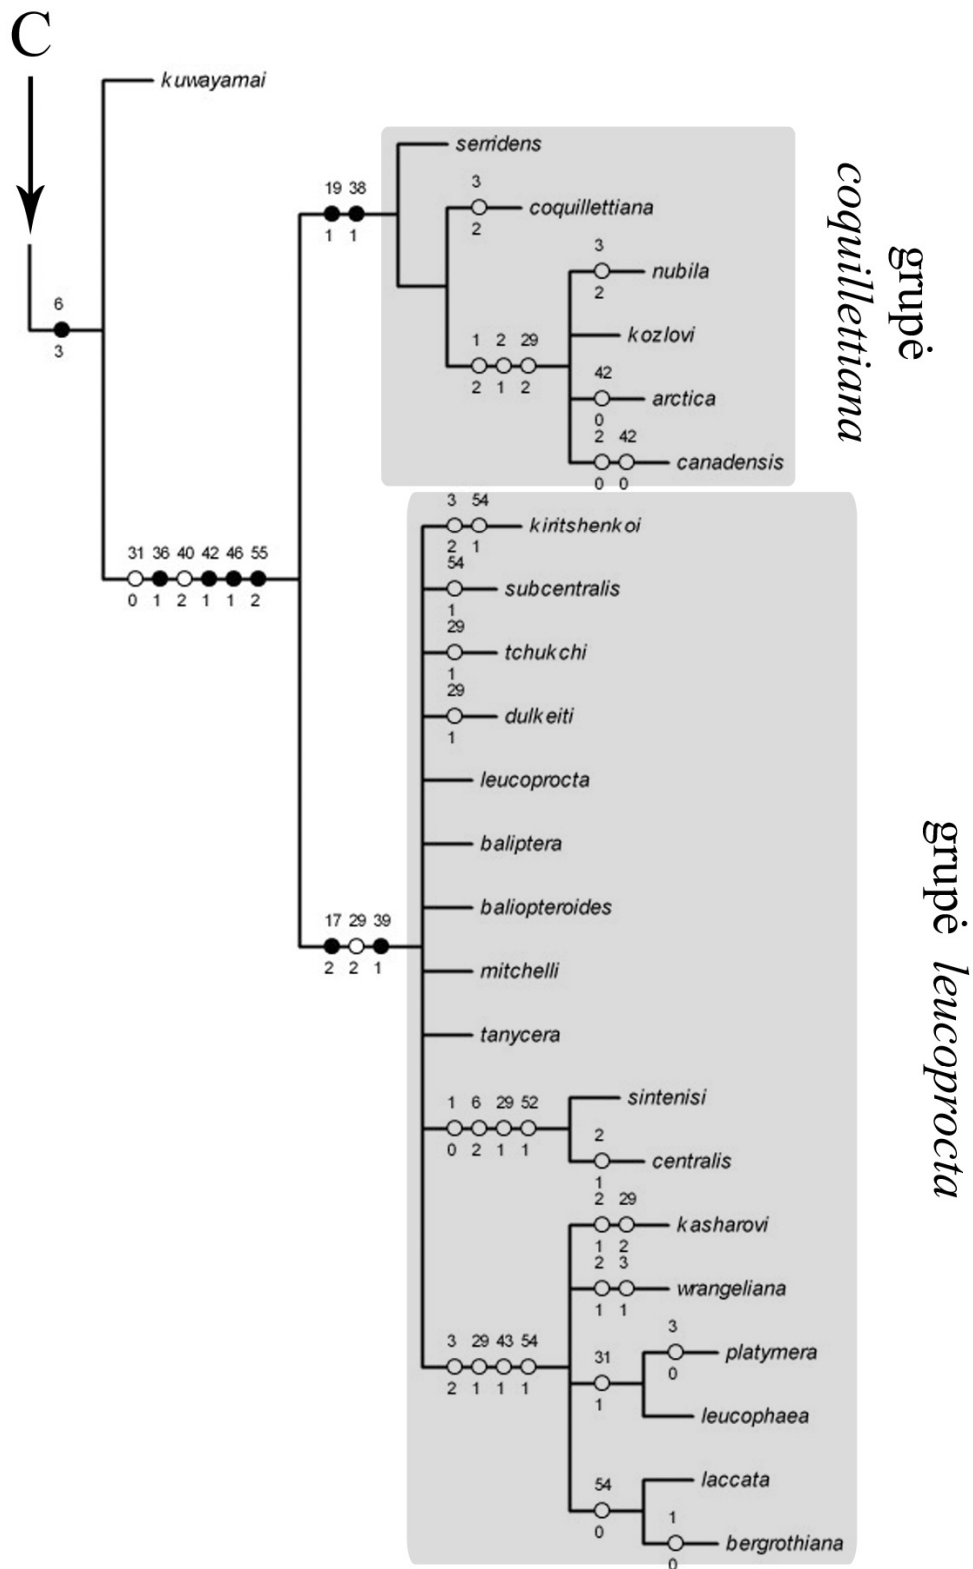 C
kuwayamai
serridens
19 38
1 1
3
coquillettiana
2
3
nubila
2
6
3
kozlovi
1 2 29
2 1 2
42
arctica
0
2 42
canadensis
0 0
grupė
coquillettiana
3 54
kiritshenkoi
2 1
31 36 40 42 46 55
0 1 2 1 1 2
54
subcentralis
1
29
tchukchi
1
29
dulkeiti
1
leucoprocta
baliptera
baliopteroides
17 29 39
2 2 1
mitchelli
tanycera
sintenisi
1 6 29 52
0 2 1 1
2
centralis
1
2 29
kasharovi
1 2
2 3
wrangeliana
1 1
3 29 43 54
2 1 1 1
3
platymera
0
31
1
leucophaea
laccata
54
0
1
bergrothiana
0
grupė leucoprocta